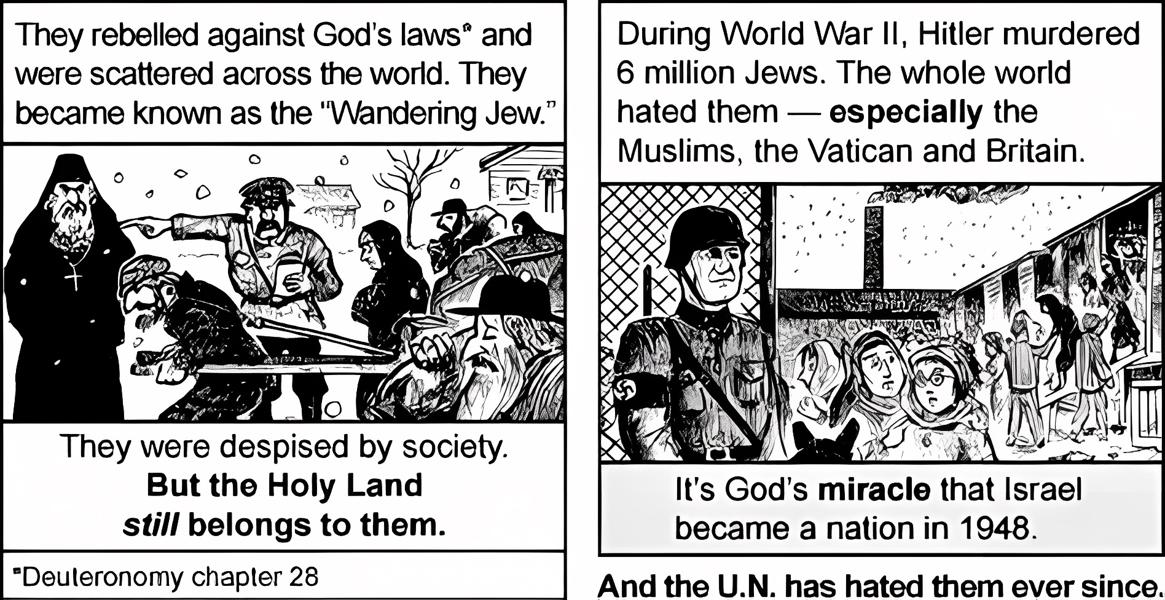 They rebelled against God's laws* and
were scattered across the world. They
became known as the "Wandering Jew."
They were despised by society.
But the Holy Land
still belongs to them.
*Deuteronomy chapter 28
During World War II, Hitler murdered
6 million Jews. The whole world
hated them — especially the
Muslims, the Vatican and Britain.
It's God's miracle that Israel
became a nation in 1948.
And the U.N. has hated them ever since.